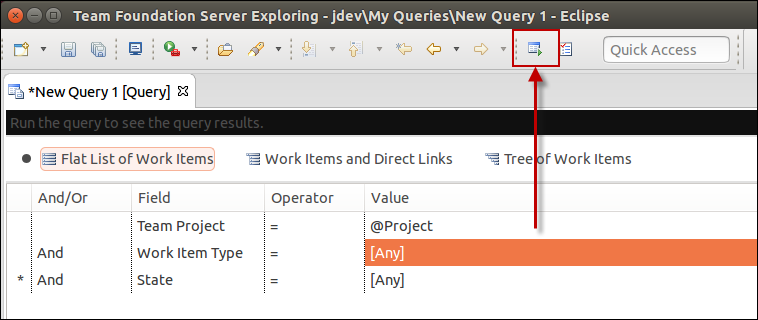 Team Foundation Server Exploring - jdev\My Queries\New Query 1 - Eclipse
Quick Access
*New Query 1 [Query]
Run the query to see the query results.
Flat List of Work Items Work Items and Direct Links Tree of Work Items
And/Or Field Operator Value
Team Project = @Project
And Work Item Type = [Any]
* And State = [Any]